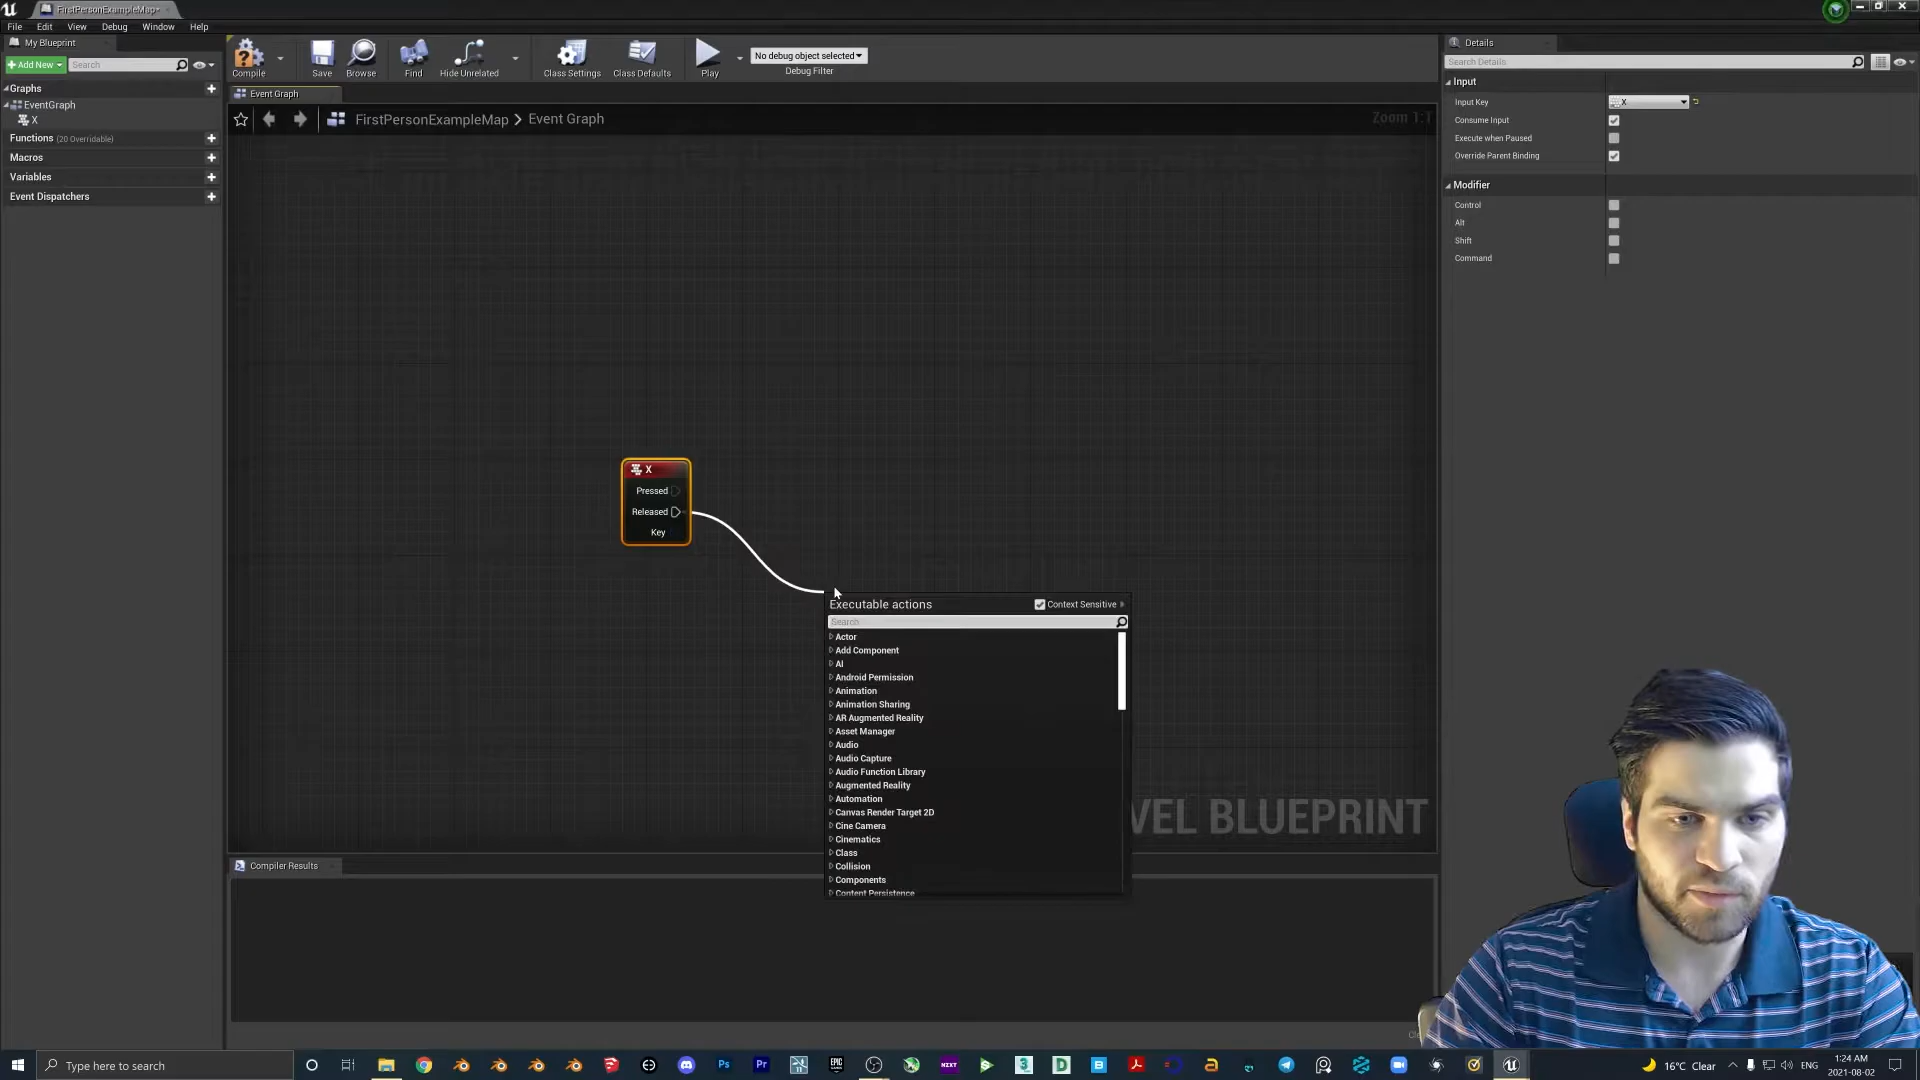 FirstPersonExampleMap*
File Edit View Debug Window Help
My Blueprint
Add New Search
Compile Save Browse Find Hide Unrelated Class Settings Class Defaults Play
No debug object selected
Debug Filter
Details
Search Details
Graphs
EventGraph
X
Functions (20 Overridable)
Macros
Variables
Event Dispatchers
Event Graph
FirstPersonExampleMap > Event Graph
Zoom 1:1
Input
Input Key X
Consume Input
Execute when Paused
Override Parent Binding
Modifier
Control
Alt
Shift
Command
X
Pressed
Released
Key
Executable actions Context Sensitive
Search
Actor
Add Component
AI
Android Permission
Animation
Animation Sharing
AR Augmented Reality
Asset Manager
Audio
Audio Capture
Audio Function Library
Augmented Reality
Automation
Canvas Render Target 2D
Cine Camera
Cinematics
Class
Collision
Components
Content Persistence
VEL BLUEPRINT
Compiler Results
Type here to search
16°C Clear
ENG
1:24 AM
2021-08-02